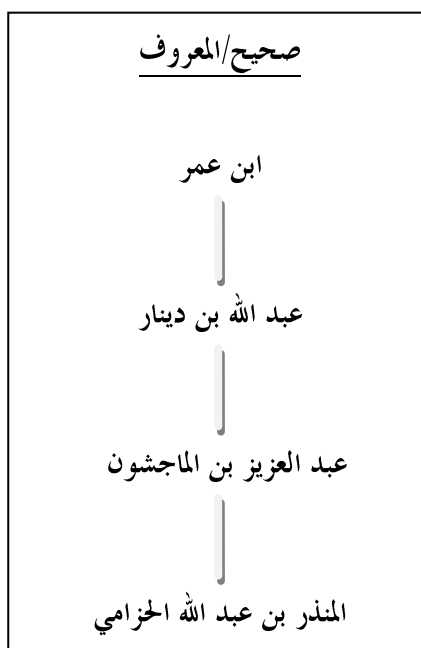 صحيح/المعروف
ابن عمر
عبد الله بن دينار
عبد العزيز بن الماجشون
المنذر بن عبد الله الحزامي